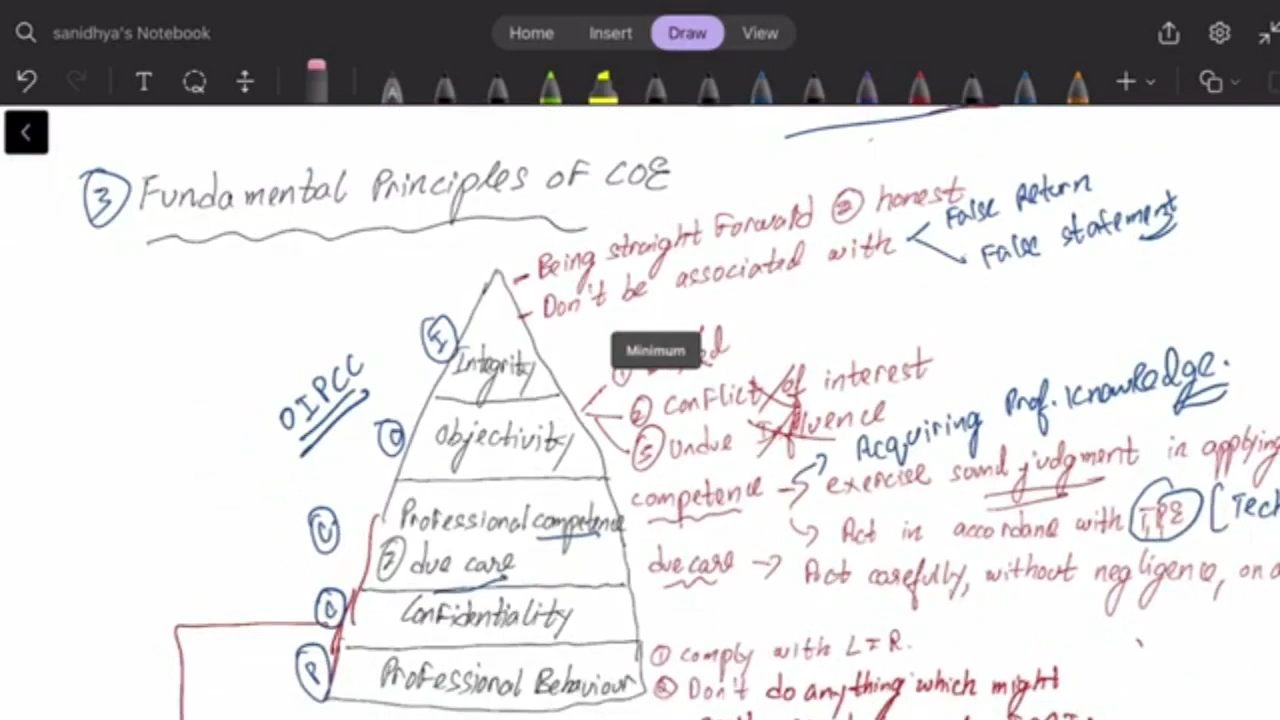 sanidhya's Notebook
Home Insert Draw View
T
3 Fundamental Principles OF COE
- Being straight Forward & honest
- Don't be associated with
False Return
False statement
Minimum
OIPCC
I Integrity
O Objectivity
② Conflict of interest
③ Undue Influence
Professional competence
& due care
Confidentiality
P Professional Behaviour
competence
Acquiring Prof. Knowledge.
exercise sound judgment in applying
Act in accordance with T, P E [Tech
due care → Act carefully, without negligence, on
① comply with L & R.
② Don't do anything which might